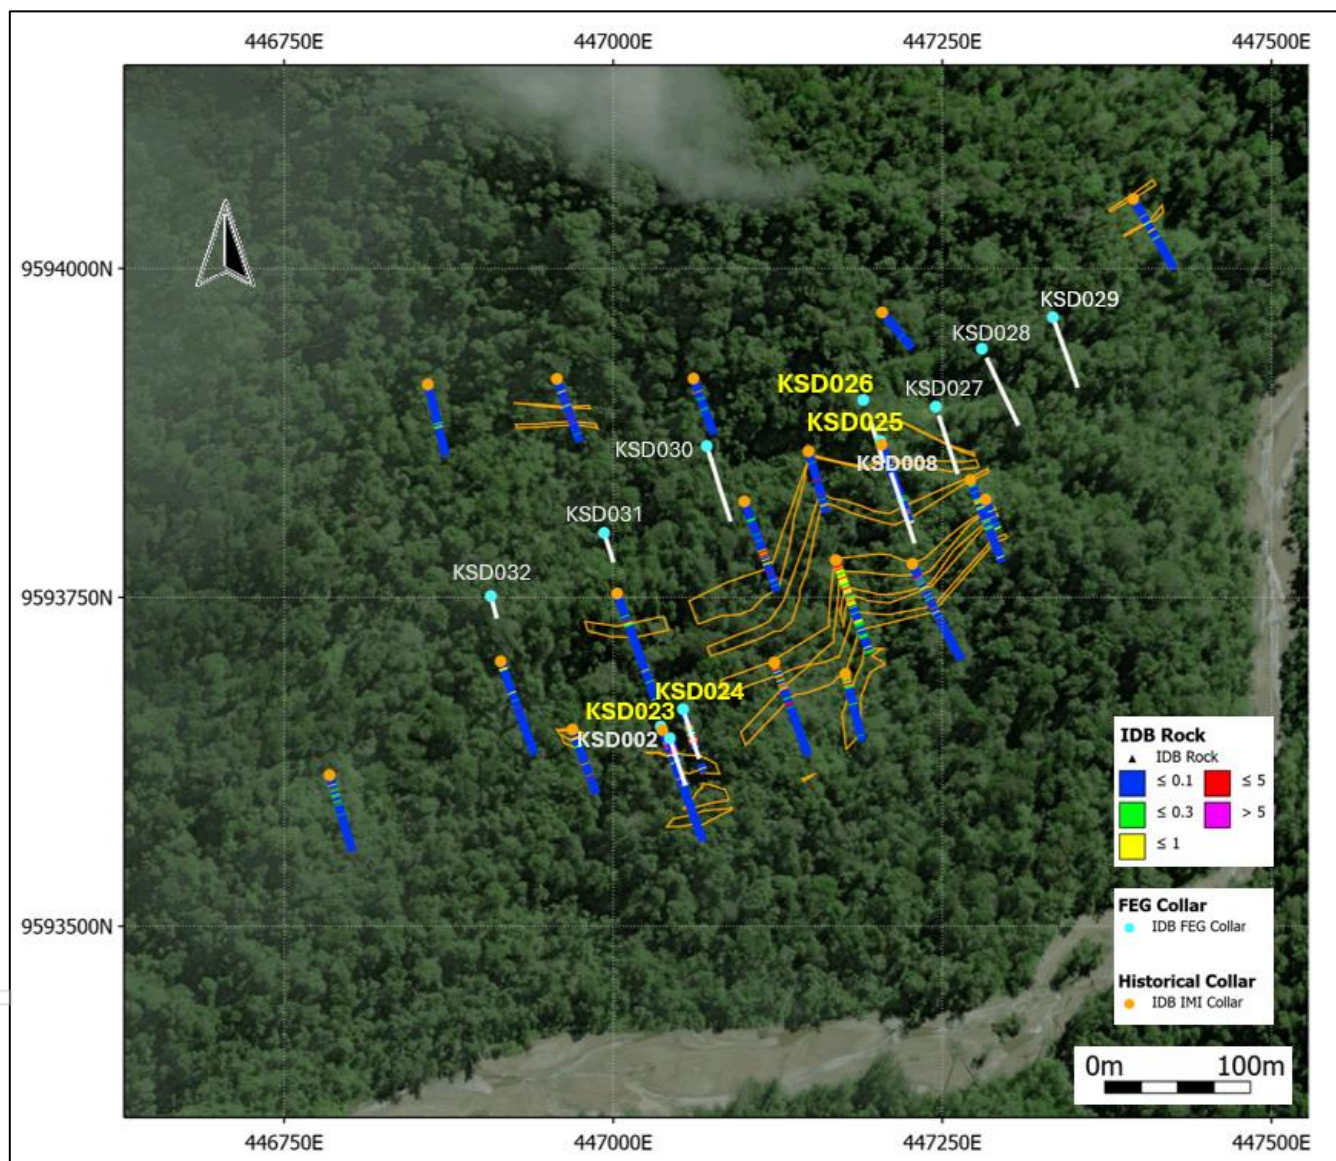 446750E 447000E 447250E 447500E
9594000N
KSD029
KSD028
KSD026
KSD027
KSD025
KSD030
KSD008
KSD031
KSD032
9593750N
KSD024
KSD023
KSD002
IDB Rock
▲ IDB Rock
≤ 0.1 ≤ 5
≤ 0.3 > 5
≤ 1
9593500N
FEG Collar
IDB FEG Collar
Historical Collar
IDB IMI Collar
0m 100m
446750E 447000E 447250E 447500E